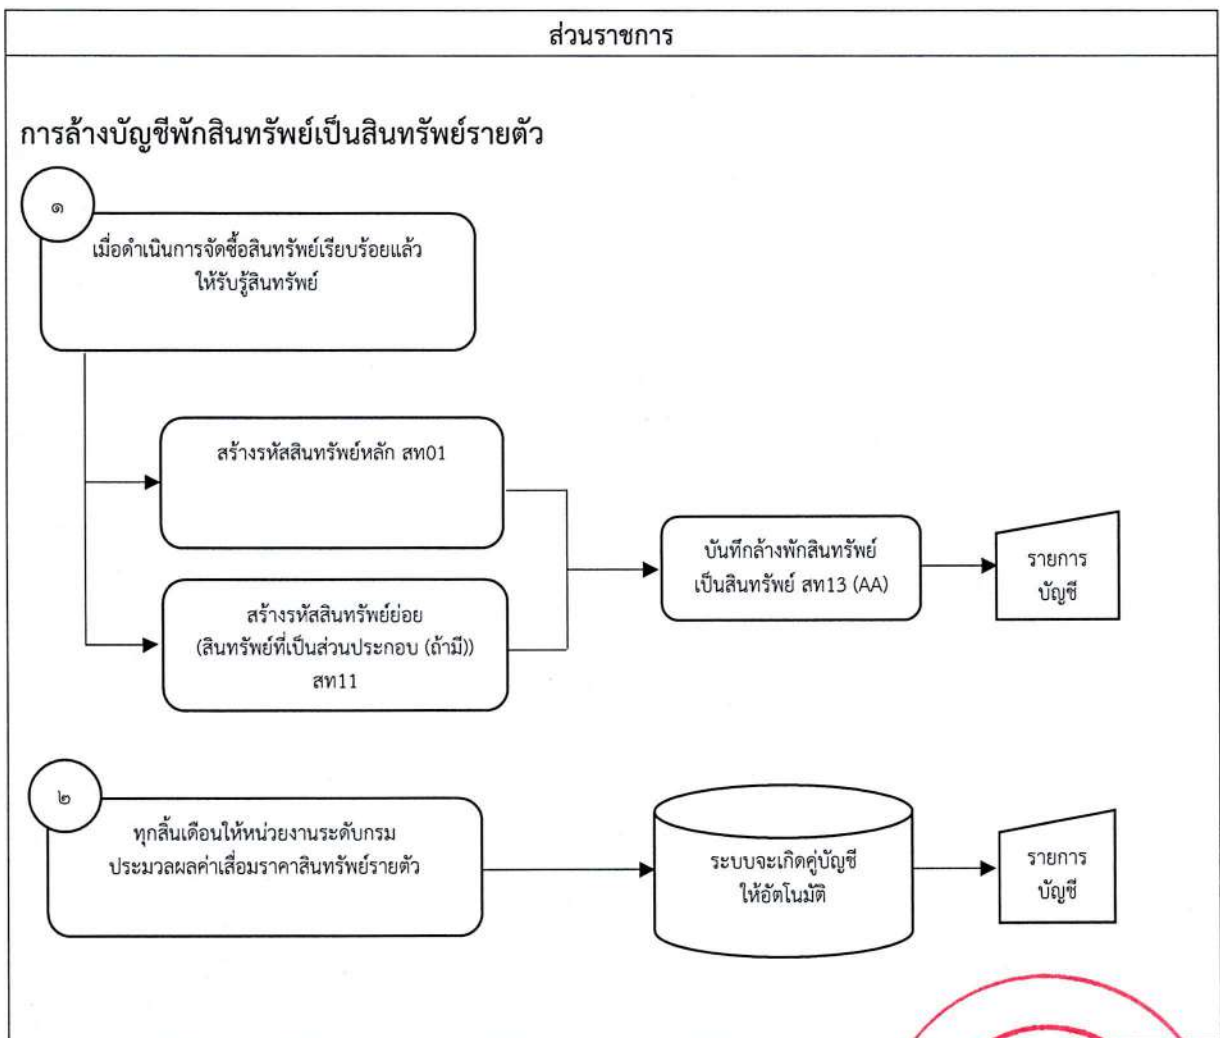 ส่วนราชการ
การล้างบัญชีพักสินทรัพย์เป็นสินทรัพย์รายตัว
๑
เมื่อดำเนินการจัดซื้อสินทรัพย์เรียบร้อยแล้ว
ให้รับรู้สินทรัพย์
สร้างรหัสสินทรัพย์หลัก สท01
สร้างรหัสสินทรัพย์ย่อย
(สินทรัพย์ที่เป็นส่วนประกอบ (ถ้ามี))
สท11
บันทึกล้างพักสินทรัพย์
เป็นสินทรัพย์ สท13 (AA)
รายการ
บัญชี
๒
ทุกสิ้นเดือนให้หน่วยงานระดับกรม
ประมวลผลค่าเสื่อมราคาสินทรัพย์รายตัว
ระบบจะเกิดคู่บัญชี
ให้อัตโนมัติ
รายการ
บัญชี